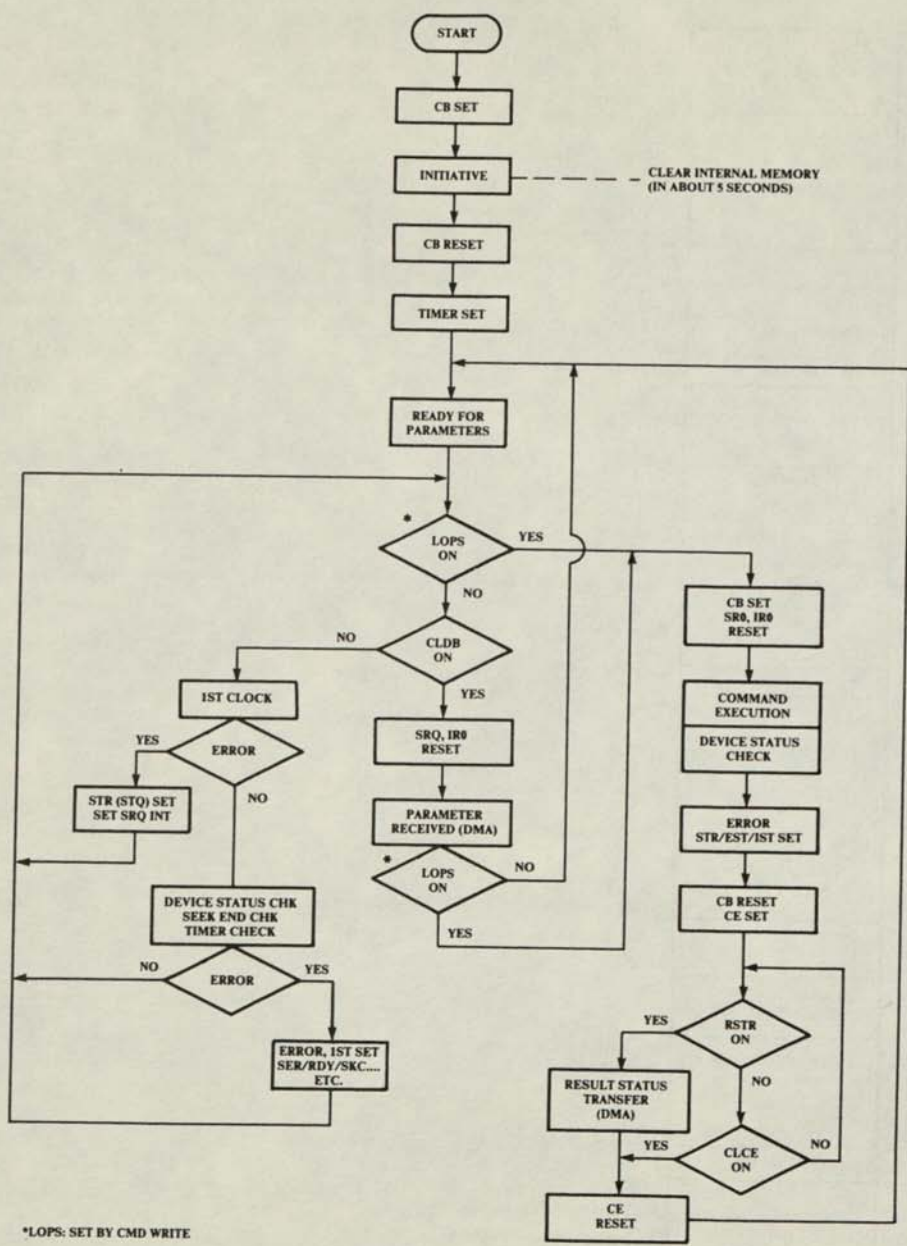 START
CB SET
INITIATIVE
CLEAR INTERNAL MEMORY
(IN ABOUT 5 SECONDS)
CB RESET
TIMER SET
READY FOR
PARAMETERS
*
LOPS
ON
YES
NO
CB SET
SR0, IR0
RESET
NO
CLDB
ON
YES
1ST CLOCK
COMMAND
EXECUTION
YES
ERROR
NO
SRQ, IR0
RESET
DEVICE STATUS
CHECK
STR (STQ) SET
SET SRQ INT
PARAMETER
RECEIVED (DMA)
ERROR
STR/EST/IST SET
*
LOPS
ON
NO
YES
DEVICE STATUS CHK
SEEK END CHK
TIMER CHECK
CB RESET
CE SET
NO
ERROR
YES
YES
RSTR
ON
NO
ERROR, 1ST SET
SER/RDY/SKC....
ETC.
RESULT STATUS
TRANSFER
(DMA)
YES
CLCE
ON
NO
CE
RESET
*LOPS: SET BY CMD WRITE